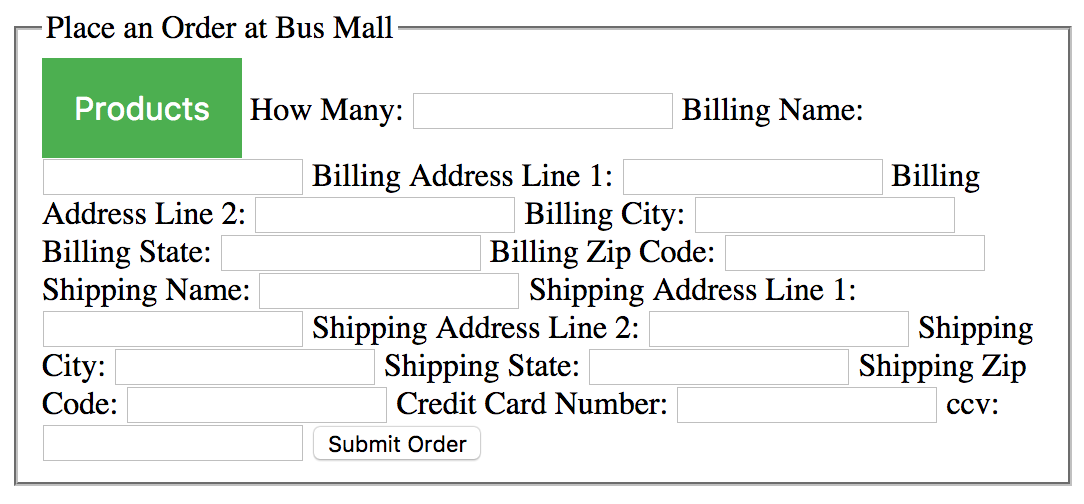 Place an Order at Bus Mall
Products How Many: Billing Name:
Billing Address Line 1: Billing
Address Line 2: Billing City:
Billing State: Billing Zip Code:
Shipping Name: Shipping Address Line 1:
Shipping Address Line 2: Shipping
City: Shipping State: Shipping Zip
Code: Credit Card Number: ccv:
Submit Order